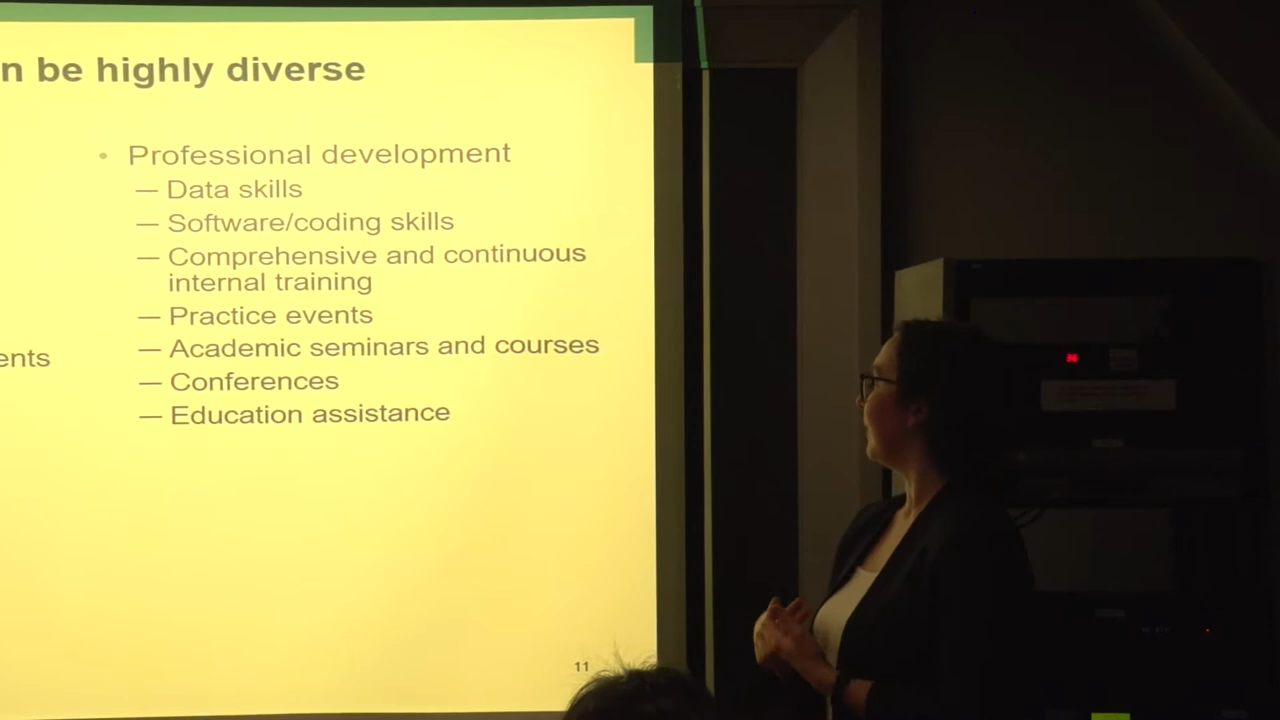 n be highly diverse
• Professional development
— Data skills
— Software/coding skills
— Comprehensive and continuous
internal training
— Practice events
ents
— Academic seminars and courses
— Conferences
— Education assistance
11